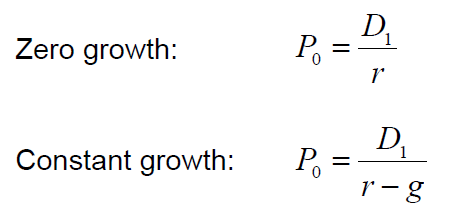 Zero growth: P₀ = D₁ / r
Constant growth: P₀ = D₁ / r − g